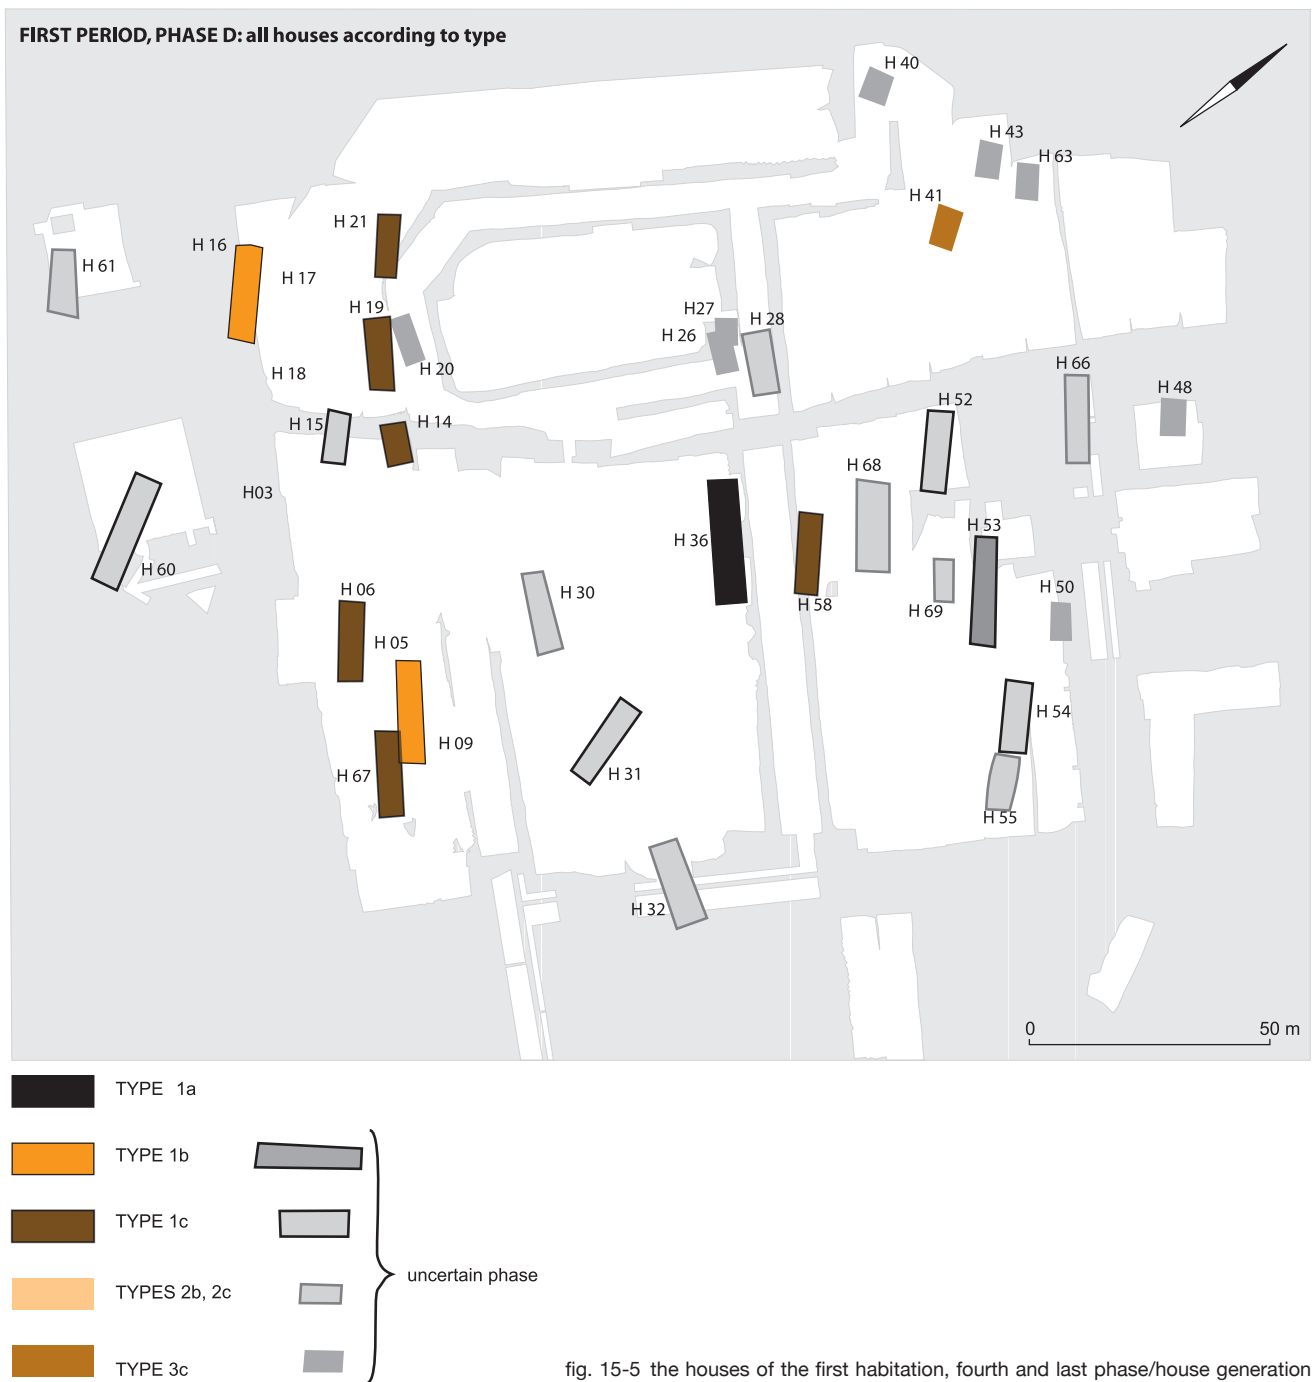 FIRST PERIOD, PHASE D: all houses according to type
H 40
H 43
H 63
H 41
H 21
H 16
H 61
H 17
H 19
H27
H 28
H 26
H 20
H 18
H 66
H 48
H 52
H 15
H 14
H 68
H03
H 53
H 36
H 60
H 06
H 30
H 58
H 69
H 50
H 05
H 54
H 09
H 67
H 31
H 55
H 32
0 50 m
TYPE 1a
TYPE 1b
TYPE 1c
uncertain phase
TYPES 2b, 2c
TYPE 3c
fig. 15-5 the houses of the first habitation, fourth and last phase/house generation